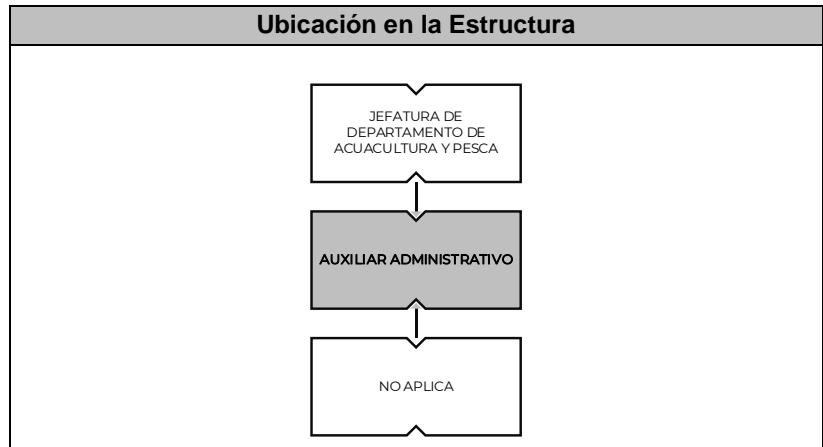 Ubicación en la Estructura
JEFATURA DE
DEPARTAMENTO DE
ACUACULTURA Y PESCA
AUXILIAR ADMINISTRATIVO
NO APLICA